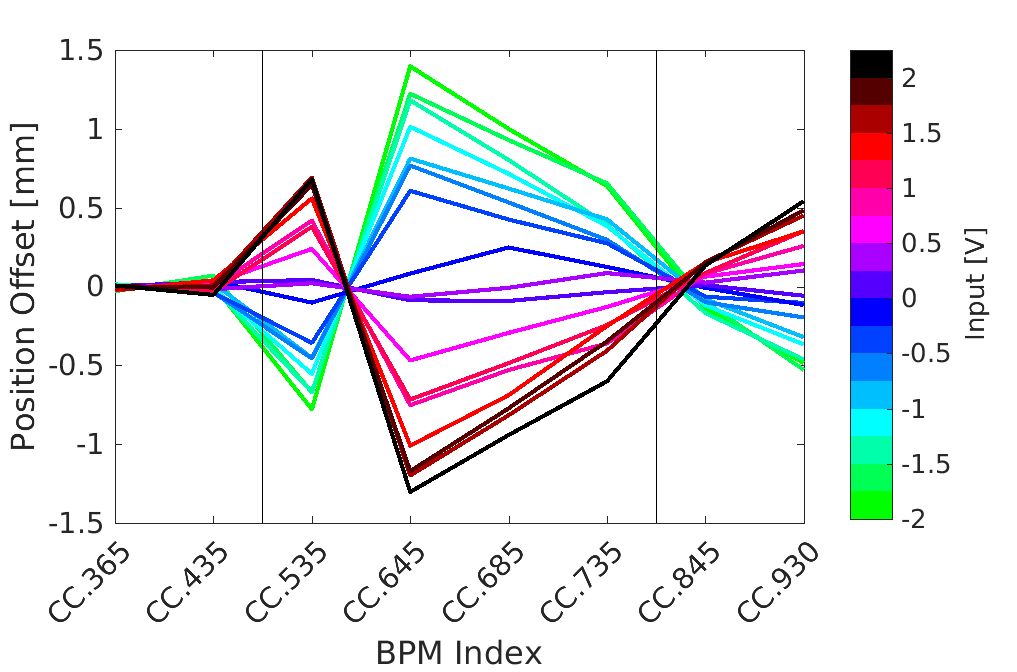 1.5
1
0.5
0
-0.5
-1
-1.5
Position Offset [mm]
CC.365
CC.435
CC.535
CC.645
CC.685
CC.735
CC.845
CC.930
BPM Index
2
1.5
1
0.5
0
-0.5
-1
-1.5
-2
Input [V]